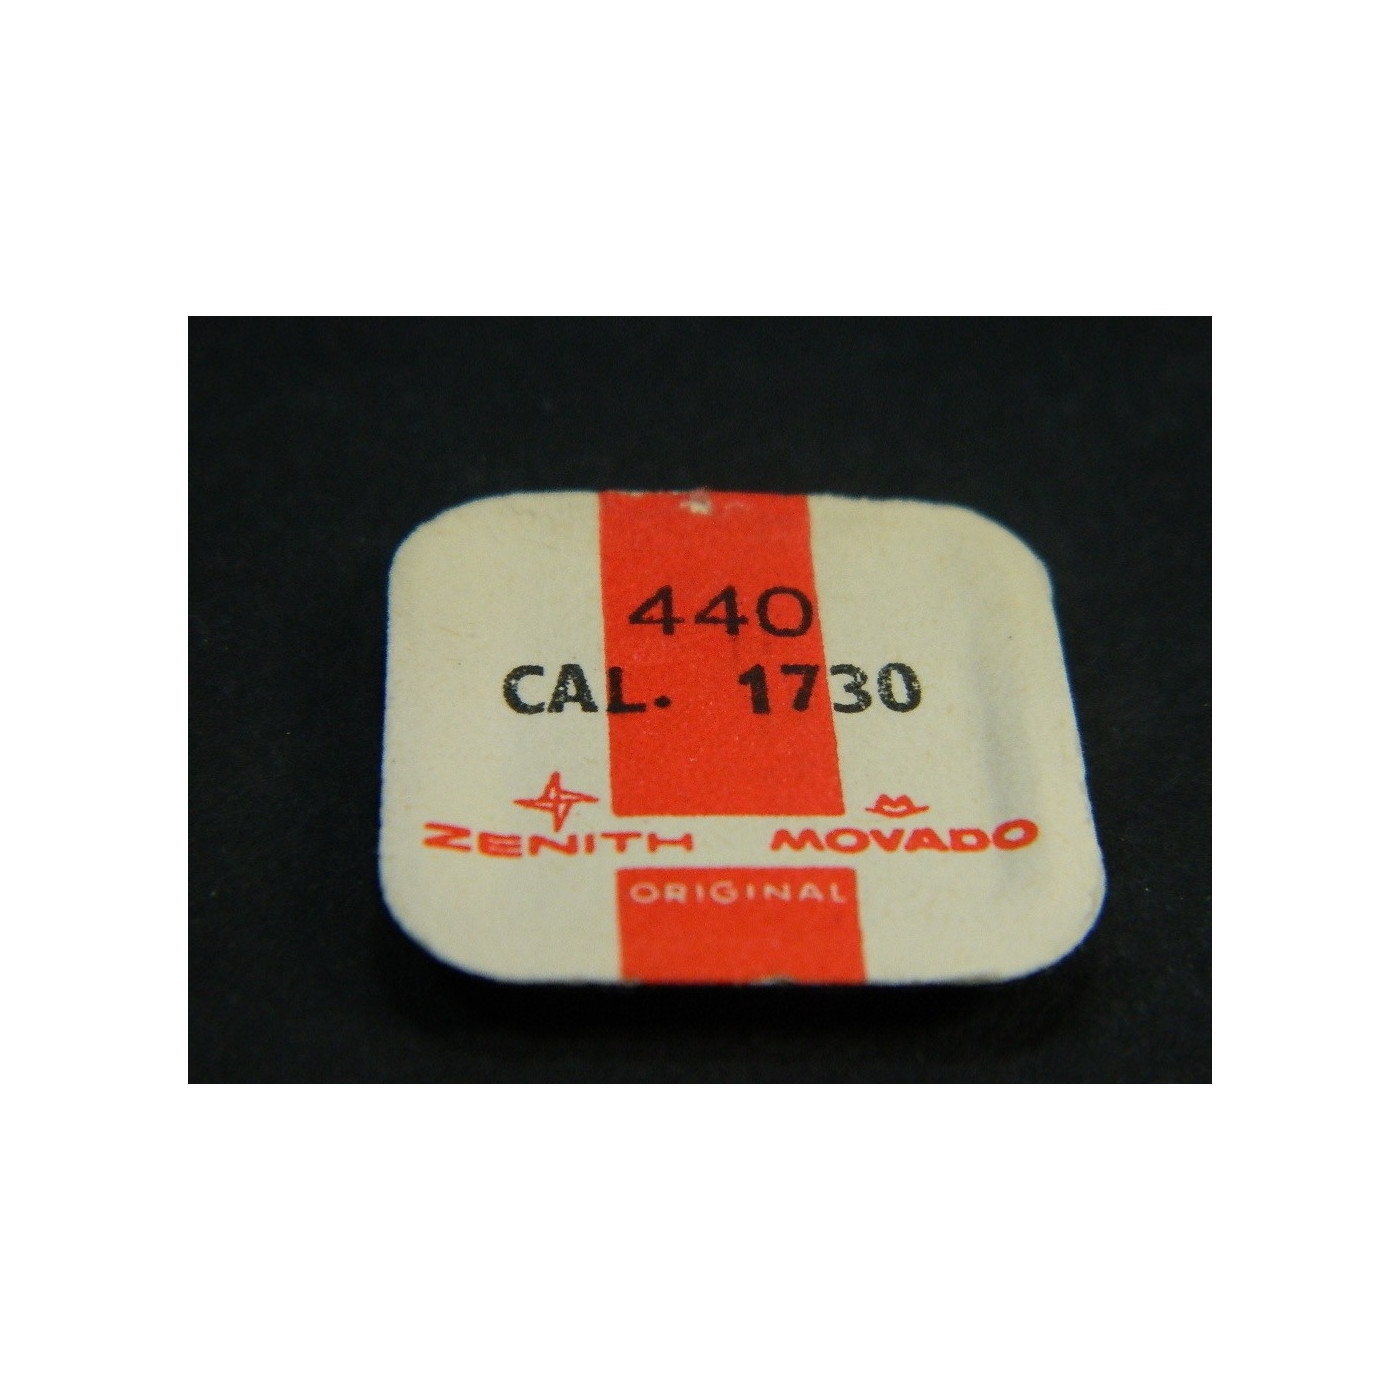 440
CAL. 1730
ZENITH MOVADO
ORIGINAL